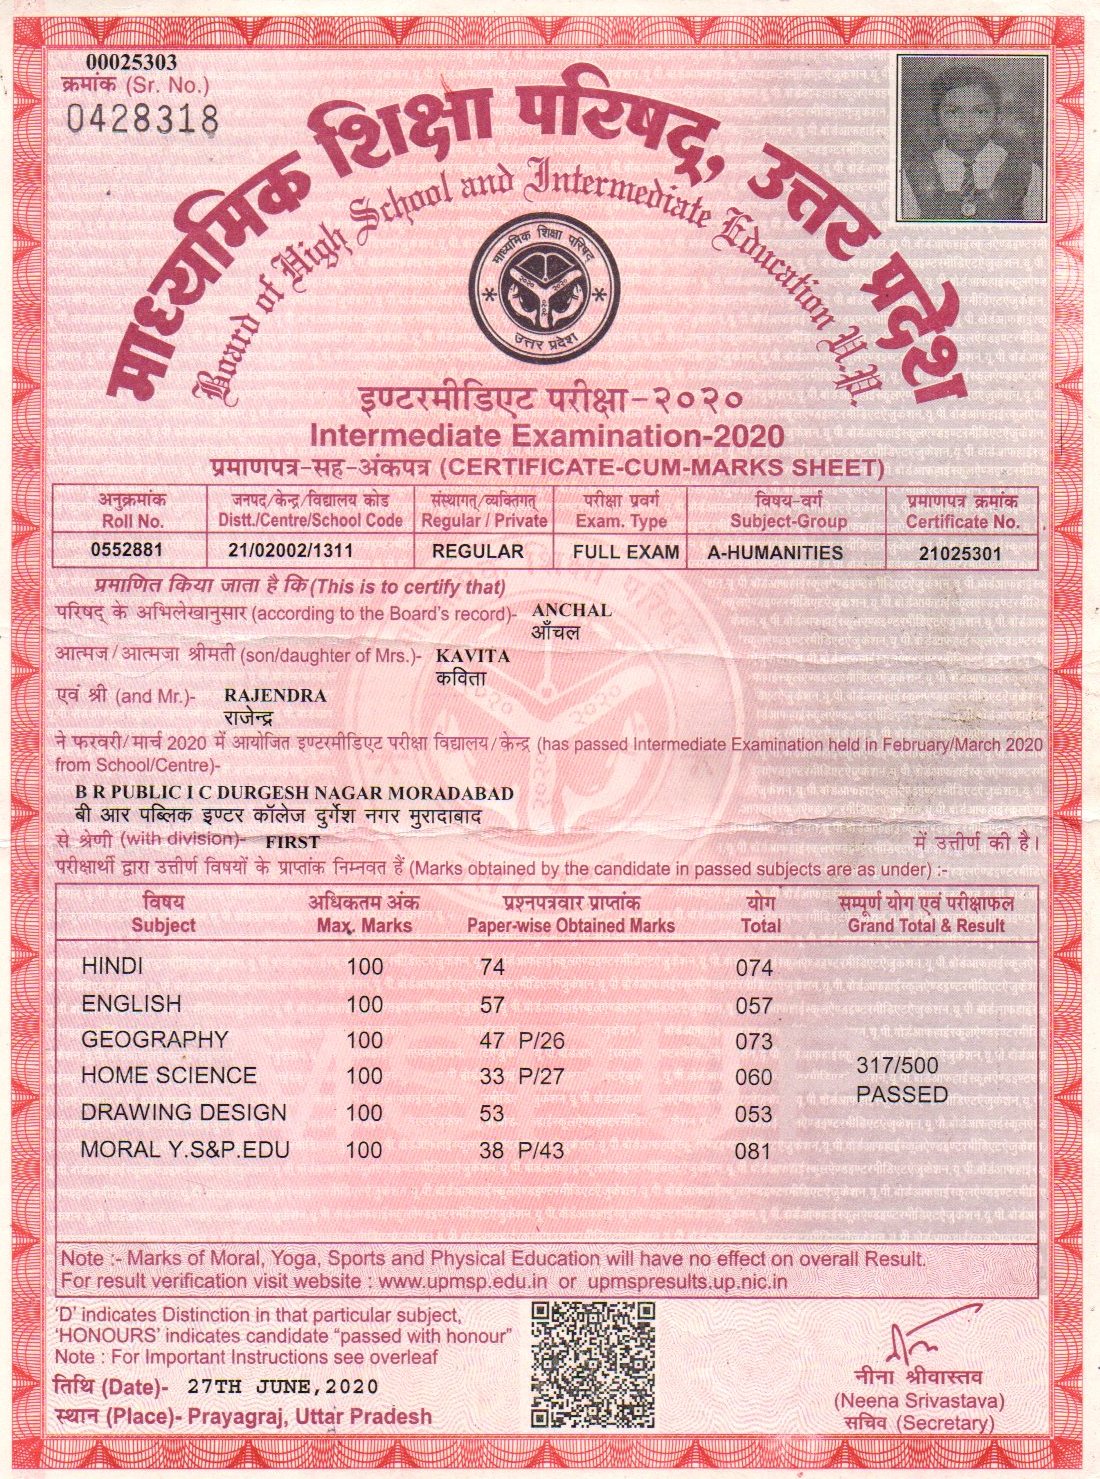 00025303
क्रमांक (Sr. No.)
0428318
माध्यमिक शिक्षा परिषद्, उत्तर प्रदेश
Board of High School and Intermediate Education U.P.
माध्यमिक शिक्षा परिषद
उत्तर प्रदेश
इण्टरमीडिएट परीक्षा-२०२०
Intermediate Examination-2020
प्रमाणपत्र-सह-अंकपत्र (CERTIFICATE-CUM-MARKS SHEET)
अनुक्रमांक जनपद/केन्द्र/विद्यालय कोड संस्थागत/व्यक्तिगत परीक्षा प्रवर्ग विषय-वर्ग प्रमाणपत्र क्रमांक
Roll No. Distt./Centre/School Code Regular / Private Exam. Type Subject-Group Certificate No.
0552881 21/02002/1311 REGULAR FULL EXAM A-HUMANITIES 21025301
प्रमाणित किया जाता है कि (This is to certify that)
परिषद् के अभिलेखानुसार (according to the Board's record)- ANCHAL
आँचल
आत्मज/आत्मजा श्रीमती (son/daughter of Mrs.)- KAVITA
कविता
एवं श्री (and Mr.)- RAJENDRA
राजेन्द्र
ने फरवरी/मार्च 2020 में आयोजित इण्टरमीडिएट परीक्षा विद्यालय/केन्द्र (has passed Intermediate Examination held in February/March 2020
from School/Centre)-
B R PUBLIC I C DURGESH NAGAR MORADABAD
बी आर पब्लिक इण्टर कॉलेज दुर्गेश नगर मुरादाबाद
से श्रेणी (with division)- FIRST में उत्तीर्ण की है।
परीक्षार्थी द्वारा उत्तीर्ण विषयों के प्राप्तांक निम्नवत हैं (Marks obtained by the candidate in passed subjects are as under) :-
विषय अधिकतम अंक प्रश्नपत्रवार प्राप्तांक योग सम्पूर्ण योग एवं परीक्षाफल
Subject Max. Marks Paper-wise Obtained Marks Total Grand Total & Result
HINDI 100 74 074
ENGLISH 100 57 057
GEOGRAPHY 100 47 P/26 073
HOME SCIENCE 100 33 P/27 060
317/500
PASSED
DRAWING DESIGN 100 53 053
MORAL Y.S&P.EDU 100 38 P/43 081
Note :- Marks of Moral, Yoga, Sports and Physical Education will have no effect on overall Result.
For result verification visit website : www.upmsp.edu.in or upmspresults.up.nic.in
'D' indicates Distinction in that particular subject,
'HONOURS' indicates candidate "passed with honour"
Note : For Important Instructions see overleaf
तिथि (Date)- 27TH JUNE,2020
स्थान (Place)- Prayagraj, Uttar Pradesh
नीना श्रीवास्तव
(Neena Srivastava)
सचिव (Secretary)